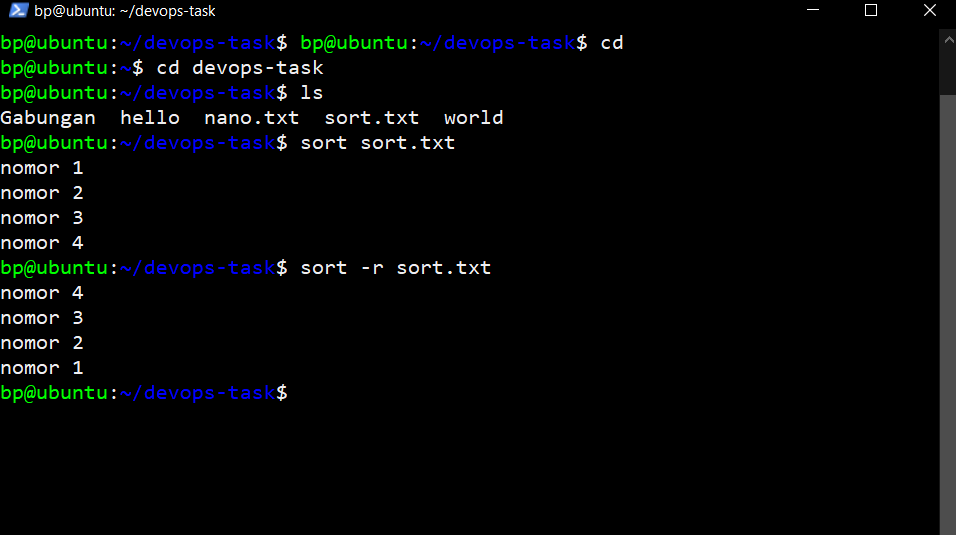 bp@ubuntu: ~/devops-task
bp@ubuntu:~/devops-task$ bp@ubuntu:~/devops-task$ cd
bp@ubuntu:~$ cd devops-task
bp@ubuntu:~/devops-task$ ls
Gabungan  hello  nano.txt  sort.txt  world
bp@ubuntu:~/devops-task$ sort sort.txt
nomor 1
nomor 2
nomor 3
nomor 4
bp@ubuntu:~/devops-task$ sort -r sort.txt
nomor 4
nomor 3
nomor 2
nomor 1
bp@ubuntu:~/devops-task$